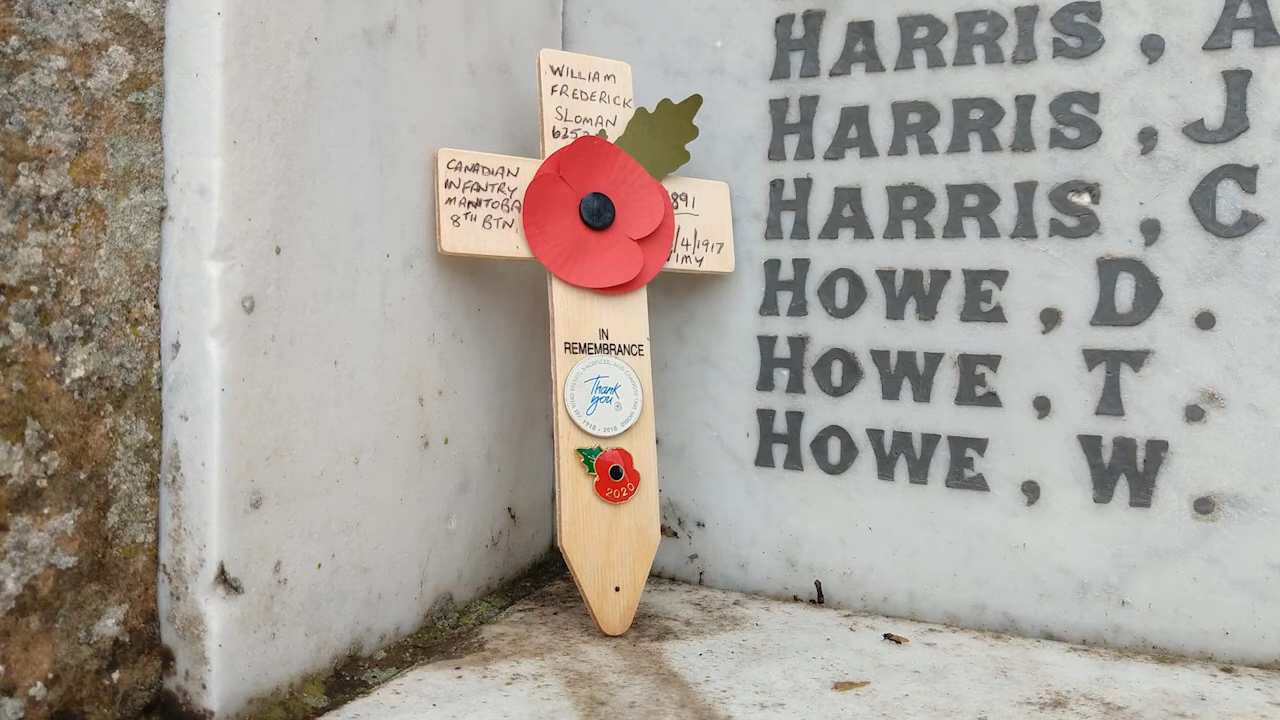 WILLIAM
FREDERICK
SLOMAN
CANADIAN
INFANTRY
MANITOBA
8TH BTN.
891
/4/1917
VIMY
IN
REMEMBRANCE
Thank
you
1918 - 2018
2020
HARRIS, A
HARRIS, J
HARRIS, C
HOWE, D.
HOWE, T.
HOWE, W.